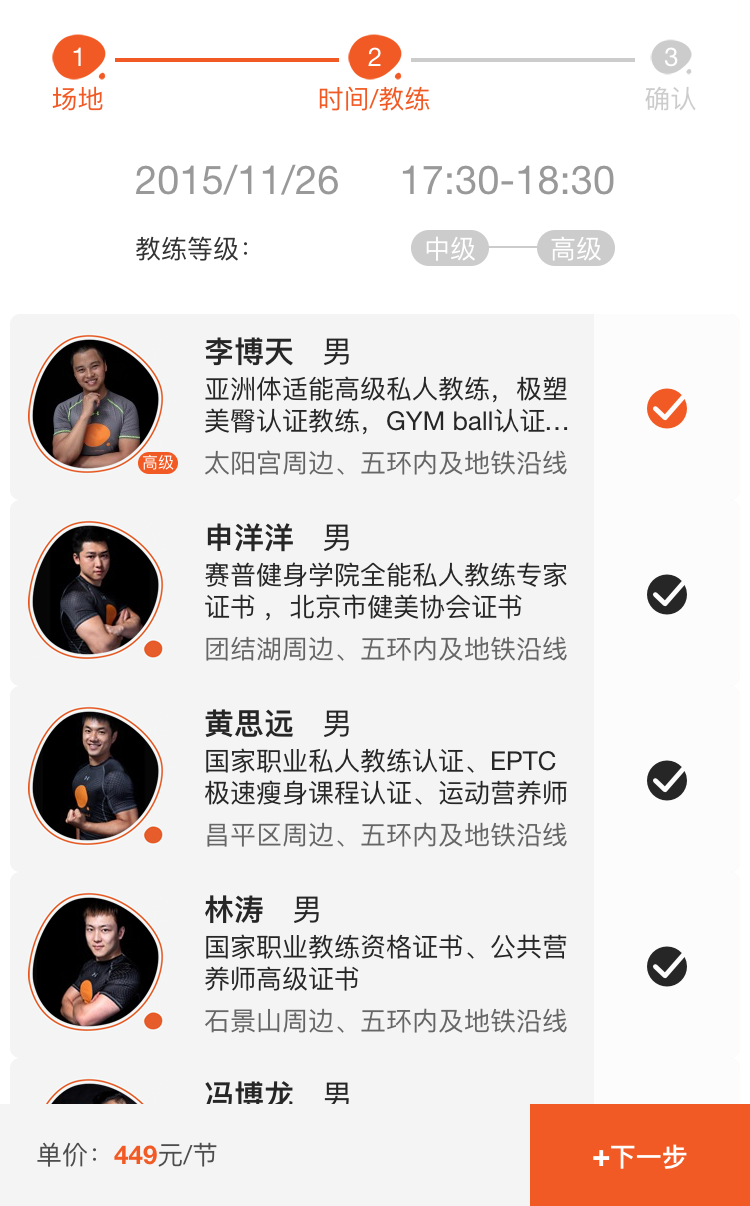 1
2
3
场地
时间/教练
确认
2015/11/26 17:30-18:30
教练等级：
中级
高级
李博天 男
亚洲体适能高级私人教练，极塑
美臀认证教练，GYM ball认证...
高级
太阳宫周边、五环内及地铁沿线
申洋洋 男
赛普健身学院全能私人教练专家
证书 ，北京市健美协会证书
团结湖周边、五环内及地铁沿线
黄思远 男
国家职业私人教练认证、EPTC
极速瘦身课程认证、运动营养师
昌平区周边、五环内及地铁沿线
林涛 男
国家职业教练资格证书、公共营
养师高级证书
石景山周边、五环内及地铁沿线
冯博龙 男
单价：449元/节
+下一步